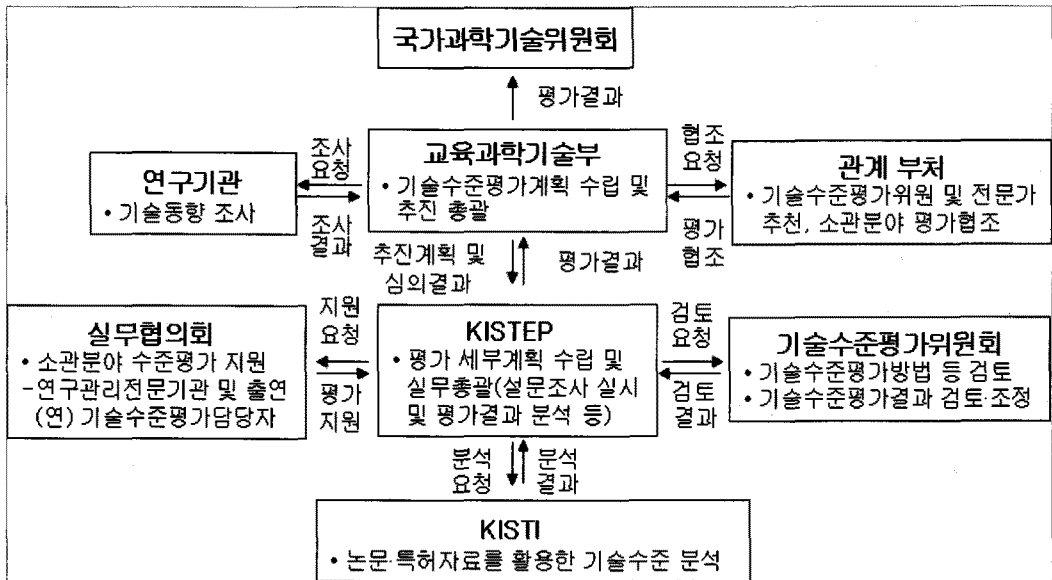 국가과학기술위원회
평가결과
연구기관
• 기술동향 조사
조사
요청
조사
결과
교육과학기술부
• 기술수준평가계획 수립 및
추진 총괄
협조
요청
평가
협조
관계 부처
• 기술수준평가위원 및 전문가
추천, 소관분야 평가협조
추진계획 및
심의결과
평가결과
실무협의회
• 소관분야 수준평가 지원
-연구관리전문기관 및 출연
(연) 기술수준평가담당자
지원
요청
평가
지원
KISTEP
• 평가 세부계획 수립 및
실무총괄(설문조사 실시
및 평가결과 분석 등)
검토
요청
검토
결과
기술수준평가위원회
• 기술수준평가방법 등 검토
• 기술수준평가결과 검토·조정
분석
요청
분석
결과
KISTI
• 논문·특허자료를 활용한 기술수준 분석